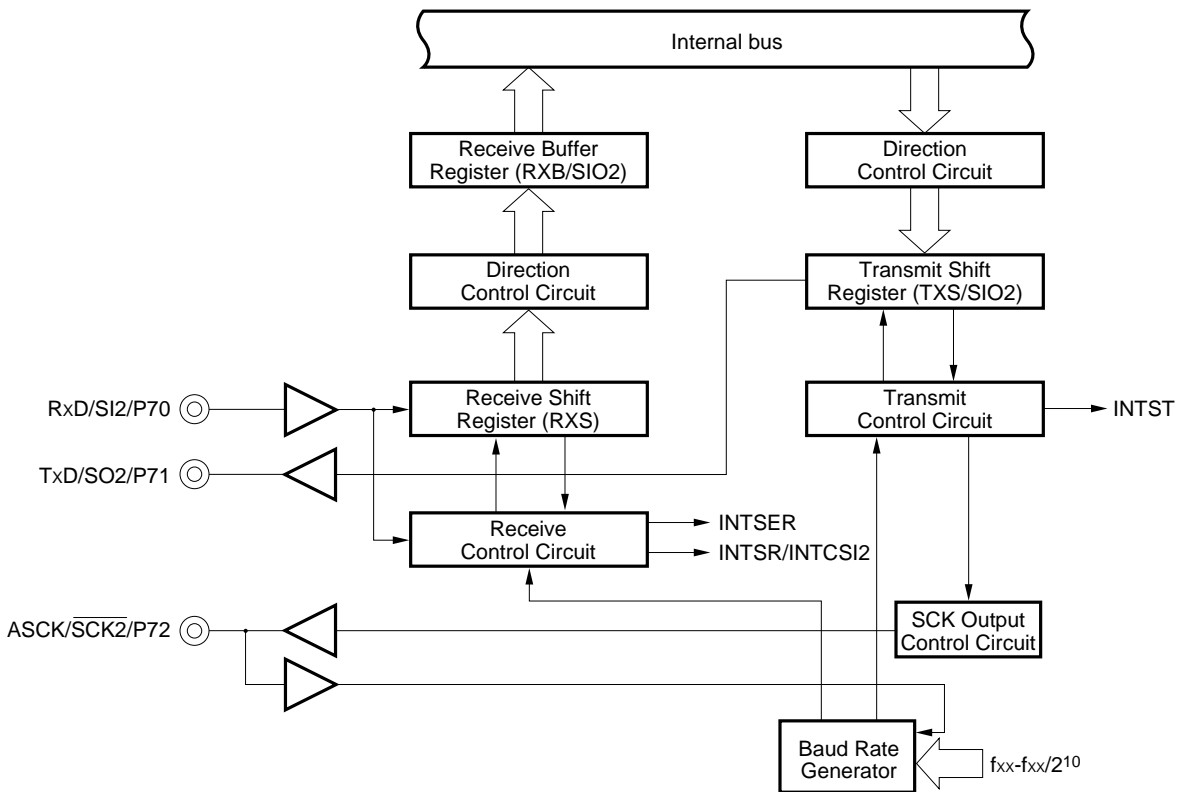 Internal bus
Receive Buffer
Register (RXB/SIO2)
Direction
Control Circuit
Direction
Control Circuit
Transmit Shift
Register (TXS/SIO2)
RxD/SI2/P70
Receive Shift
Register (RXS)
Transmit
Control Circuit
INTST
TxD/SO2/P71
Receive
Control Circuit
INTSER
INTSR/INTCSI2
ASCK/S̅C̅K̅2̅/P72
SCK Output
Control Circuit
Baud Rate
Generator
fxx-fxx/2¹⁰